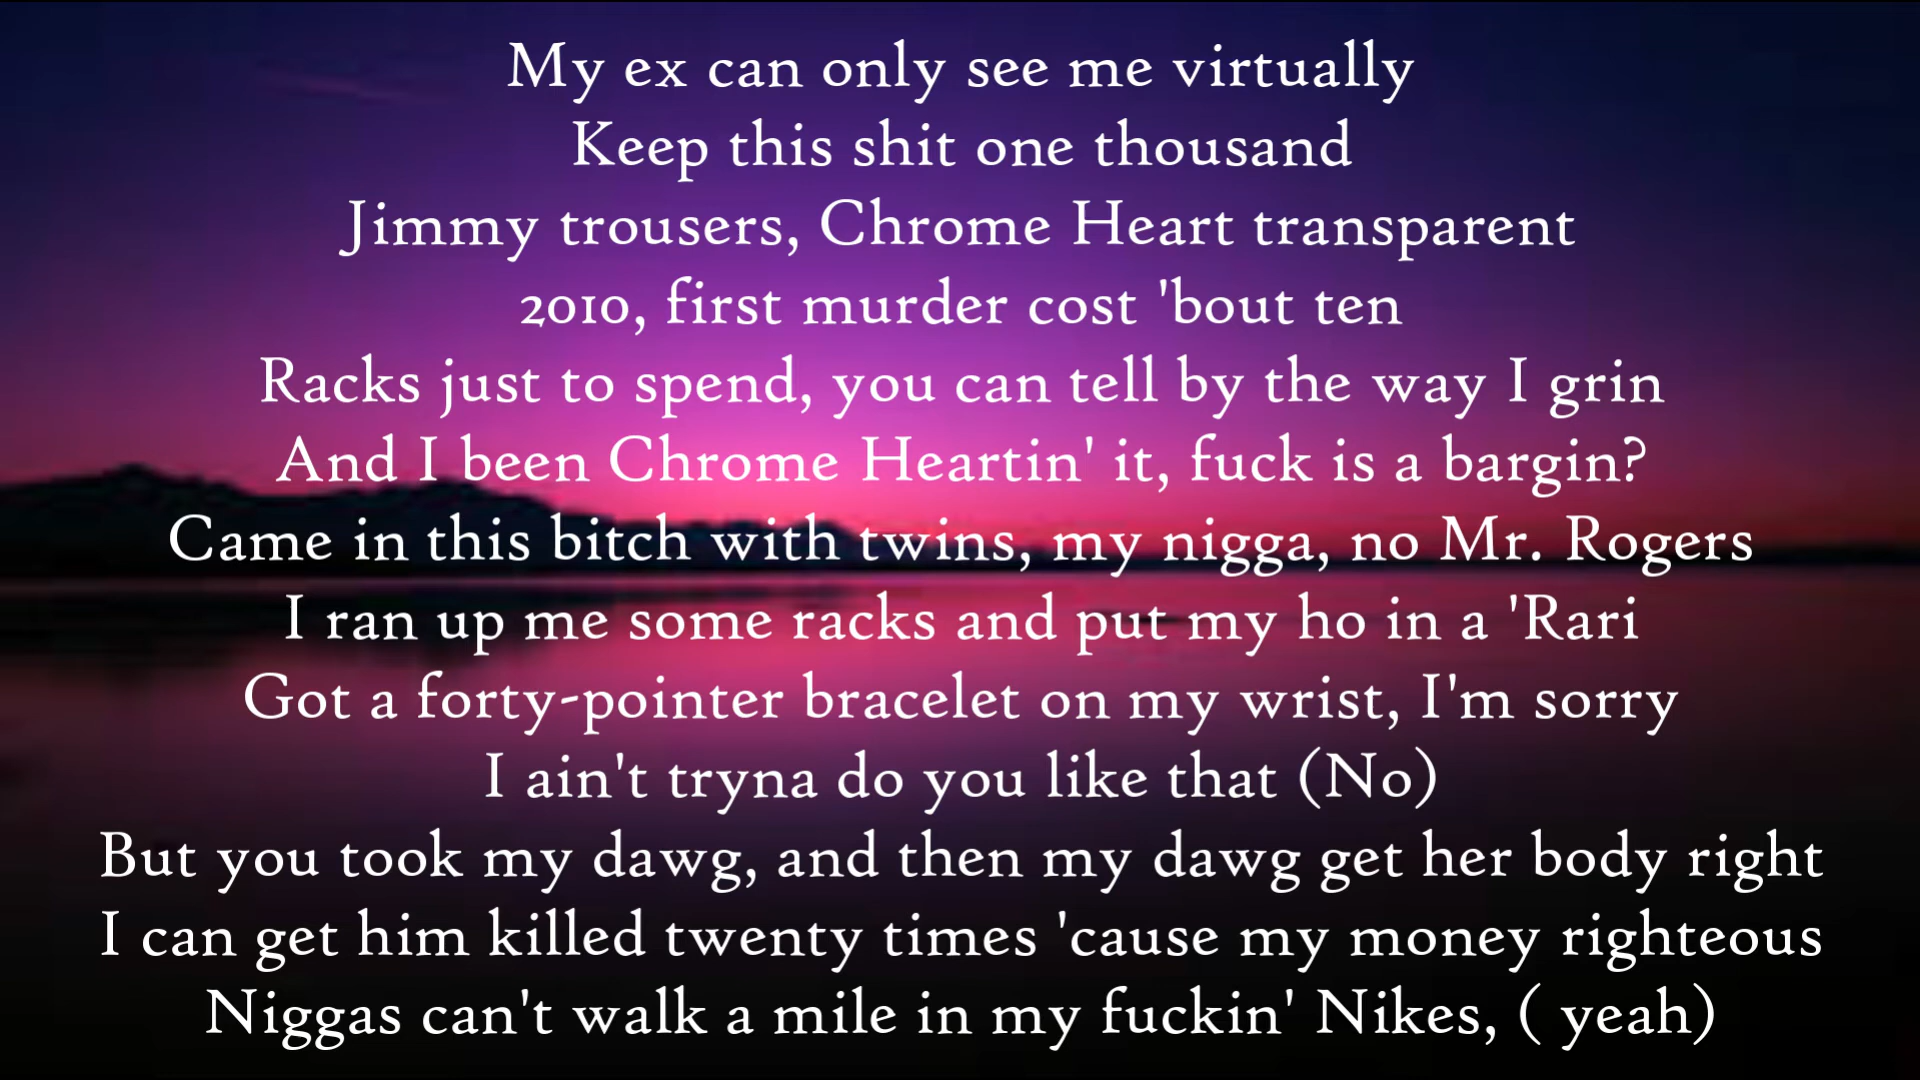 My ex can only see me virtually
Keep this shit one thousand
Jimmy trousers, Chrome Heart transparent
2010, first murder cost 'bout ten
Racks just to spend, you can tell by the way I grin
And I been Chrome Heartin' it, fuck is a bargin?
Came in this bitch with twins, my nigga, no Mr. Rogers
I ran up me some racks and put my ho in a 'Rari
Got a forty-pointer bracelet on my wrist, I'm sorry
I ain't tryna do you like that (No)
But you took my dawg, and then my dawg get her body right
I can get him killed twenty times 'cause my money righteous
Niggas can't walk a mile in my fuckin' Nikes, ( yeah)